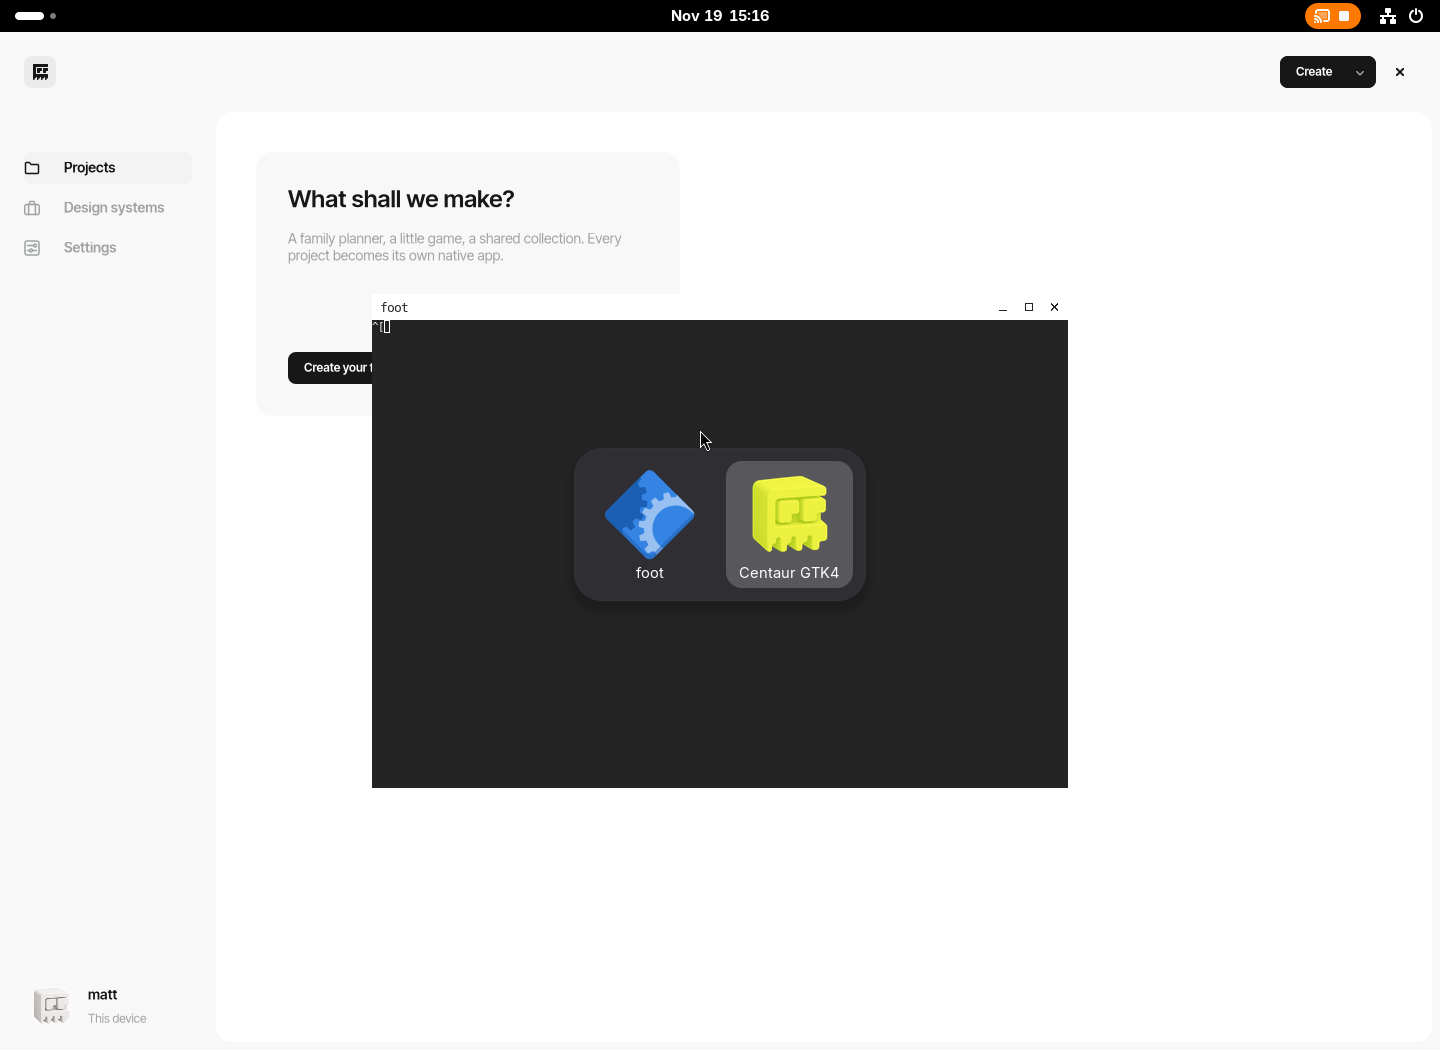 Nov 19 15:16
Create
Projects
Design systems
Settings
What shall we make?
A family planner, a little game, a shared collection. Every
project becomes its own native app.
foot
^[
Create your f
foot
Centaur GTK4
matt
This device